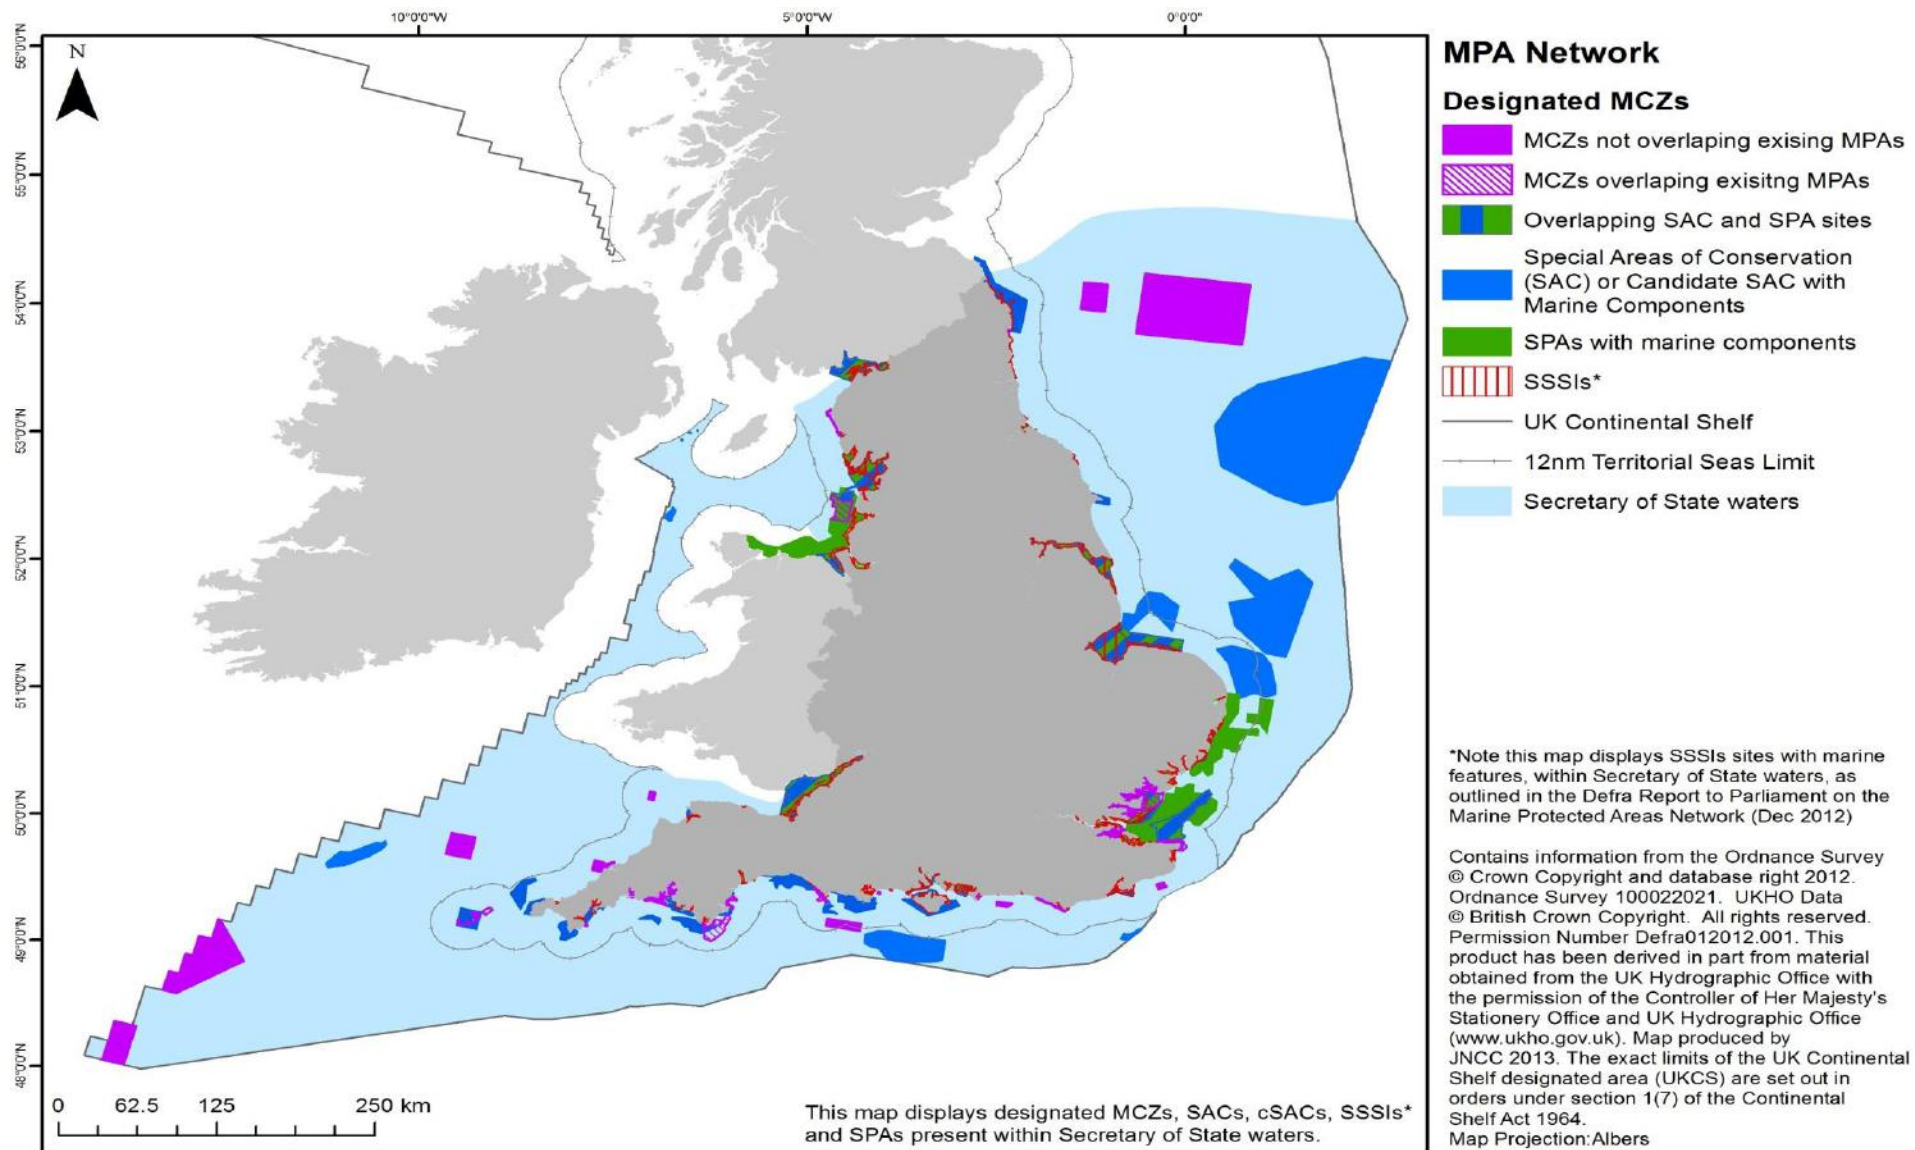 10°0'0"W
5°0'0"W
0°0'0"
56°0'0"N
55°0'0"N
54°0'0"N
53°0'0"N
52°0'0"N
51°0'0"N
50°0'0"N
49°0'0"N
48°0'0"N
N
0 62.5 125 250 km
This map displays designated MCZs, SACs, cSACs, SSSIs*
and SPAs present within Secretary of State waters.
MPA Network
Designated MCZs
MCZs not overlaping exising MPAs
MCZs overlaping exisitng MPAs
Overlapping SAC and SPA sites
Special Areas of Conservation
(SAC) or Candidate SAC with
Marine Components
SPAs with marine components
SSSIs*
UK Continental Shelf
12nm Territorial Seas Limit
Secretary of State waters
*Note this map displays SSSIs sites with marine
features, within Secretary of State waters, as
outlined in the Defra Report to Parliament on the
Marine Protected Areas Network (Dec 2012)
Contains information from the Ordnance Survey
© Crown Copyright and database right 2012.
Ordnance Survey 100022021. UKHO Data
© British Crown Copyright. All rights reserved.
Permission Number Defra012012.001. This
product has been derived in part from material
obtained from the UK Hydrographic Office with
the permission of the Controller of Her Majesty's
Stationery Office and UK Hydrographic Office
(www.ukho.gov.uk). Map produced by
JNCC 2013. The exact limits of the UK Continental
Shelf designated area (UKCS) are set out in
orders under section 1(7) of the Continental
Shelf Act 1964.
Map Projection:Albers